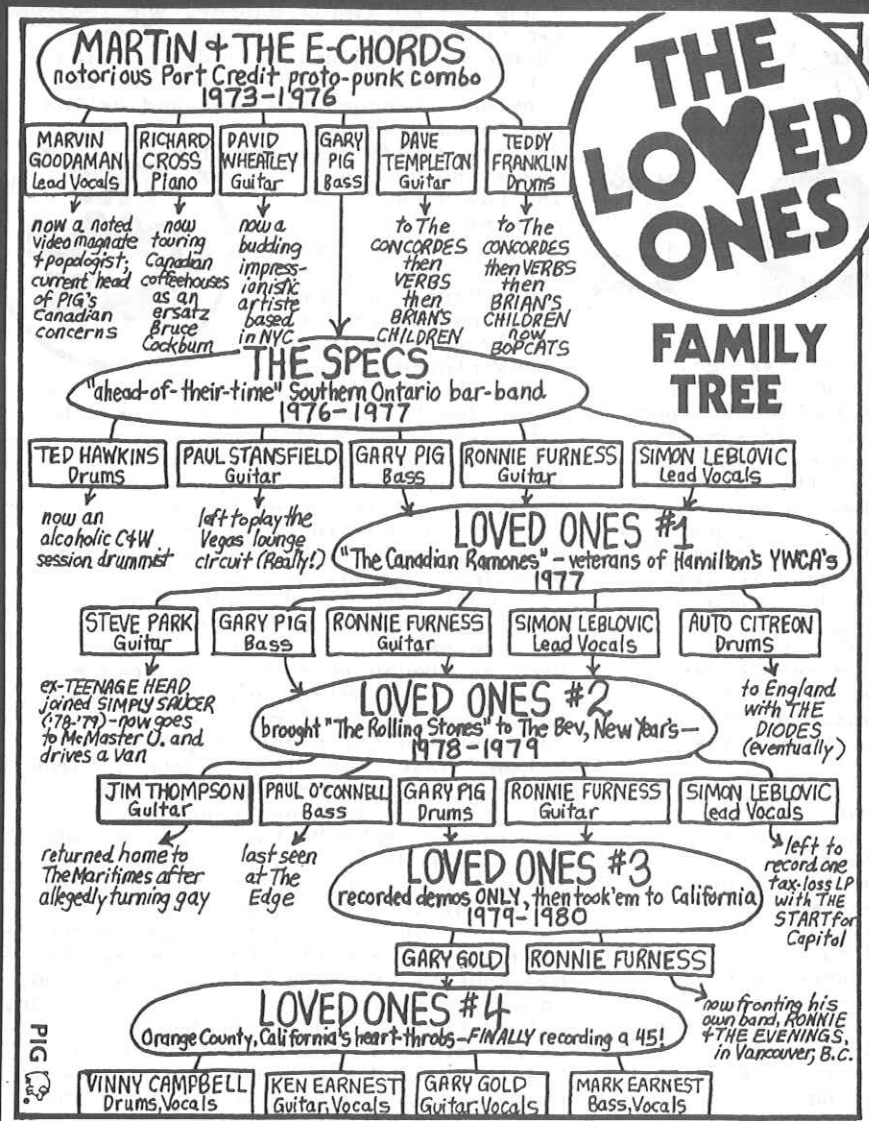 THE
LOVED
ONES
FAMILY
TREE
MARTIN & THE E-CHORDS
notorious Port Credit proto-punk combo
1973-1976
MARVIN
GOODAMAN
Lead Vocals
RICHARD
CROSS
Piano
DAVID
WHEATLEY
Guitar
GARY
PIG
Bass
DAVE
TEMPLETON
Guitar
TEDDY
FRANKLIN
Drums
now a noted
video magnate
& popologist;
current head
of PIG's
Canadian
concerns
now
touring
Canadian
coffeehouses
as an
ersatz
Bruce
Cockburn
now a
budding
impress-
ionistic
artiste
based
in NYC
to The
CONCORDES
then
VERBS
then
BRIAN'S
CHILDREN
to The
CONCORDES
then VERBS
then
BRIAN'S
CHILDREN
now
BOPCATS
THE SPECS
"ahead-of-their-time" Southern Ontario bar-band
1976-1977
TED HAWKINS
Drums
PAUL STANSFIELD
Guitar
GARY PIG
Bass
RONNIE FURNESS
Guitar
SIMON LEBLOVIC
Lead Vocals
now an
alcoholic C&W
session drummist
left to play the
Vegas lounge
circuit (Really!)
LOVED ONES #1
"The Canadian Ramones" - veterans of Hamilton's YWCA's
1977
STEVE PARK
Guitar
GARY PIG
Bass
RONNIE FURNESS
Guitar
SIMON LEBLOVIC
Lead Vocals
AUTO CITREON
Drums
ex-TEENAGE HEAD
joined SIMPLY SAUCER
('78-'79)-now goes
to McMaster U. and
drives a van
to England
with THE
DIODES
(eventually)
LOVED ONES #2
brought "The Rolling Stones" to The Bev, New Year's—
1978-1979
JIM THOMPSON
Guitar
PAUL O'CONNELL
Bass
GARY PIG
Drums
RONNIE FURNESS
Guitar
SIMON LEBLOVIC
Lead Vocals
returned home to
The Maritimes after
allegedly turning gay
last seen
at The
Edge
left to
record one
tax-loss LP
with THE
START for
Capitol
LOVED ONES #3
recorded demos ONLY, then took 'em to California
1979-1980
GARY GOLD
RONNIE FURNESS
now fronting his
own band, RONNIE
& THE EVENINGS,
in Vancouver, B.C.
LOVED ONES #4
Orange County, California's heart-throbs-FINALLY recording a 45!
VINNY CAMPBELL
Drums, Vocals
KEN EARNEST
Guitar, Vocals
GARY GOLD
Guitar, Vocals
MARK EARNEST
Bass, Vocals
PIG